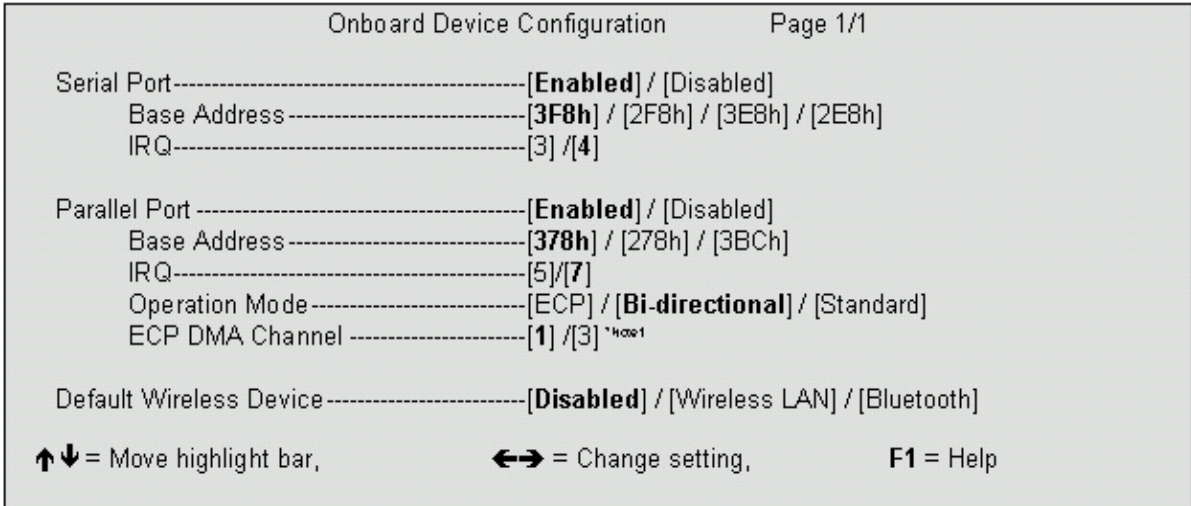 Onboard Device Configuration Page 1/1
Serial Port----------------------------------------------[Enabled] / [Disabled]
Base Address-------------------------------[3F8h] / [2F8h] / [3E8h] / [2E8h]
IRQ----------------------------------------------[3] /[4]
Parallel Port -------------------------------------------[Enabled] / [Disabled]
Base Address-------------------------------[378h] / [278h] / [3BCh]
IRQ----------------------------------------------[5]/[7]
Operation Mode----------------------------[ECP] / [Bi-directional] / [Standard]
ECP DMA Channel -----------------------[1] /[3] *Note1
Default Wireless Device--------------------------[Disabled] / [Wireless LAN] / [Bluetooth]
↑↓= Move highlight bar, ←→ = Change setting, F1 = Help